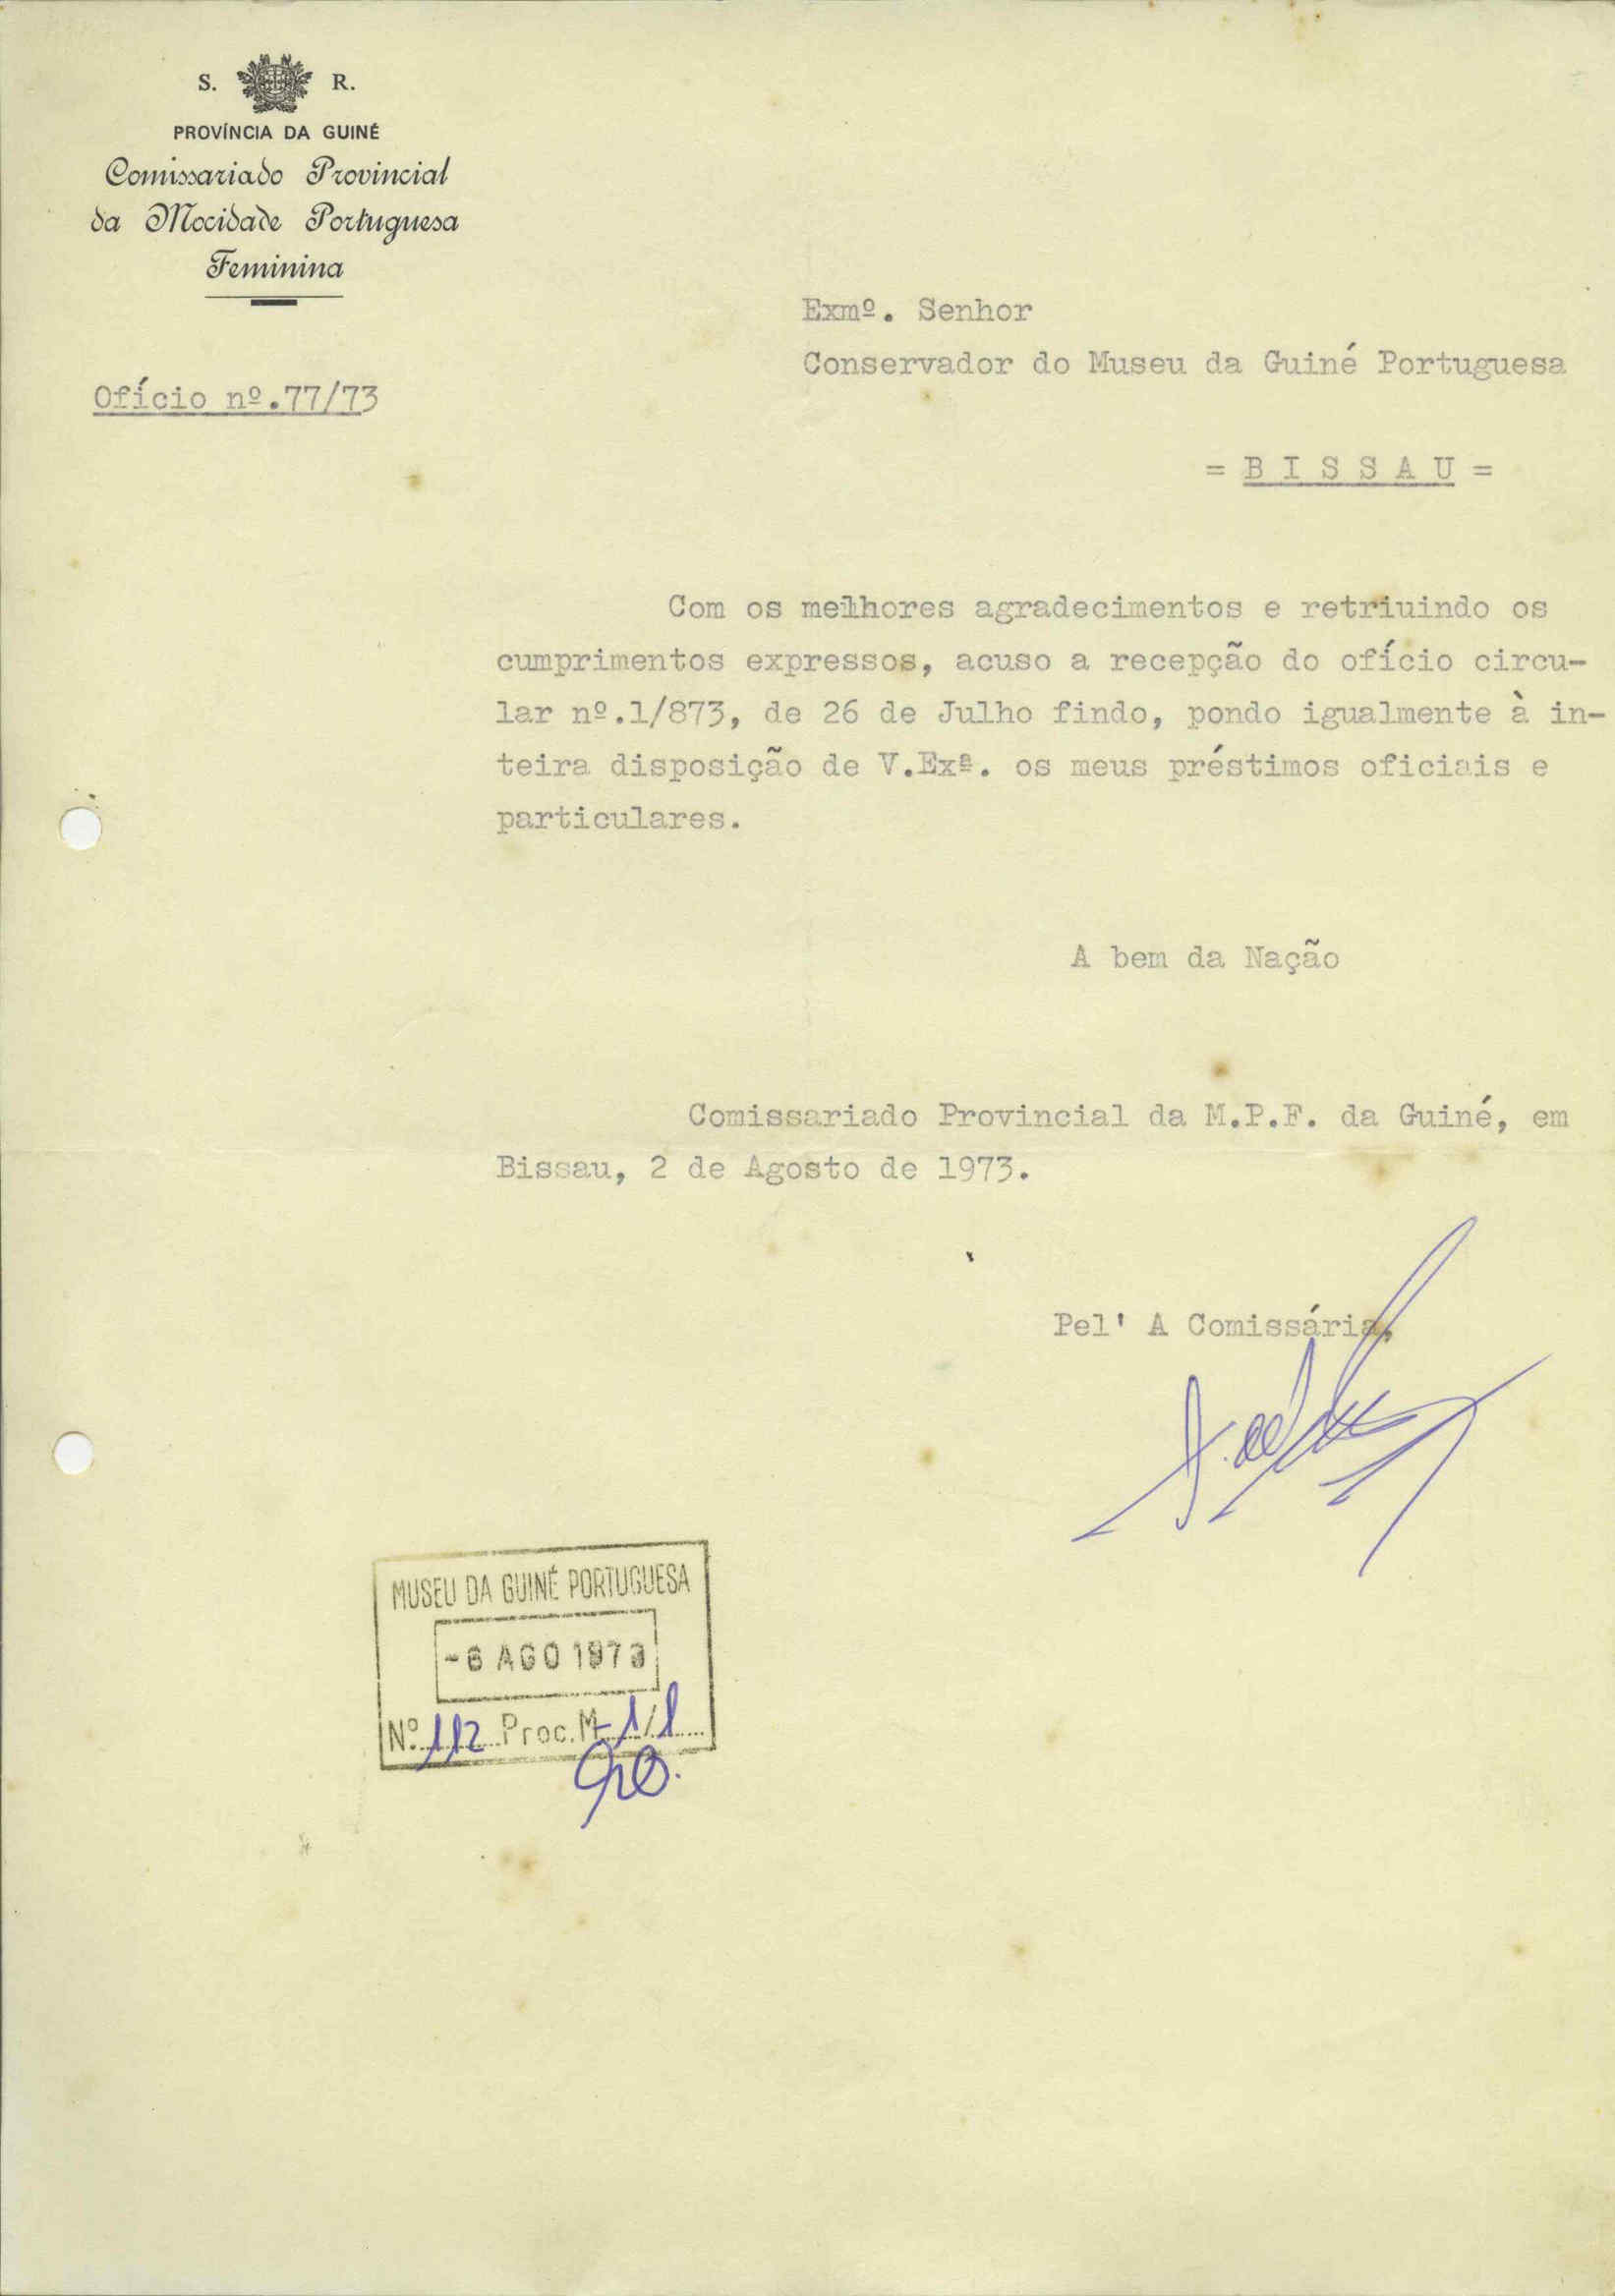 S. R.
PROVÍNCIA DA GUINÉ
Comissariado Provincial
da Mocidade Portuguesa
Feminina
Exmº. Senhor
Conservador do Museu da Guiné Portuguesa
Ofício nº.77/73
= B I S S A U =
Com os melhores agradecimentos e retriuindo os
cumprimentos expressos, acuso a recepção do ofício circu-
lar nº.1/873, de 26 de Julho findo, pondo igualmente à in-
teira disposição de V.Exª. os meus préstimos oficiais e
particulares.
A bem da Nação
Comissariado Provincial da M.P.F. da Guiné, em
Bissau, 2 de Agosto de 1973.
Pel' A Comissária,
MUSEU DA GUINÉ PORTUGUESA
-6 AGO 1973
Nº. 112 Proc. M-1/1